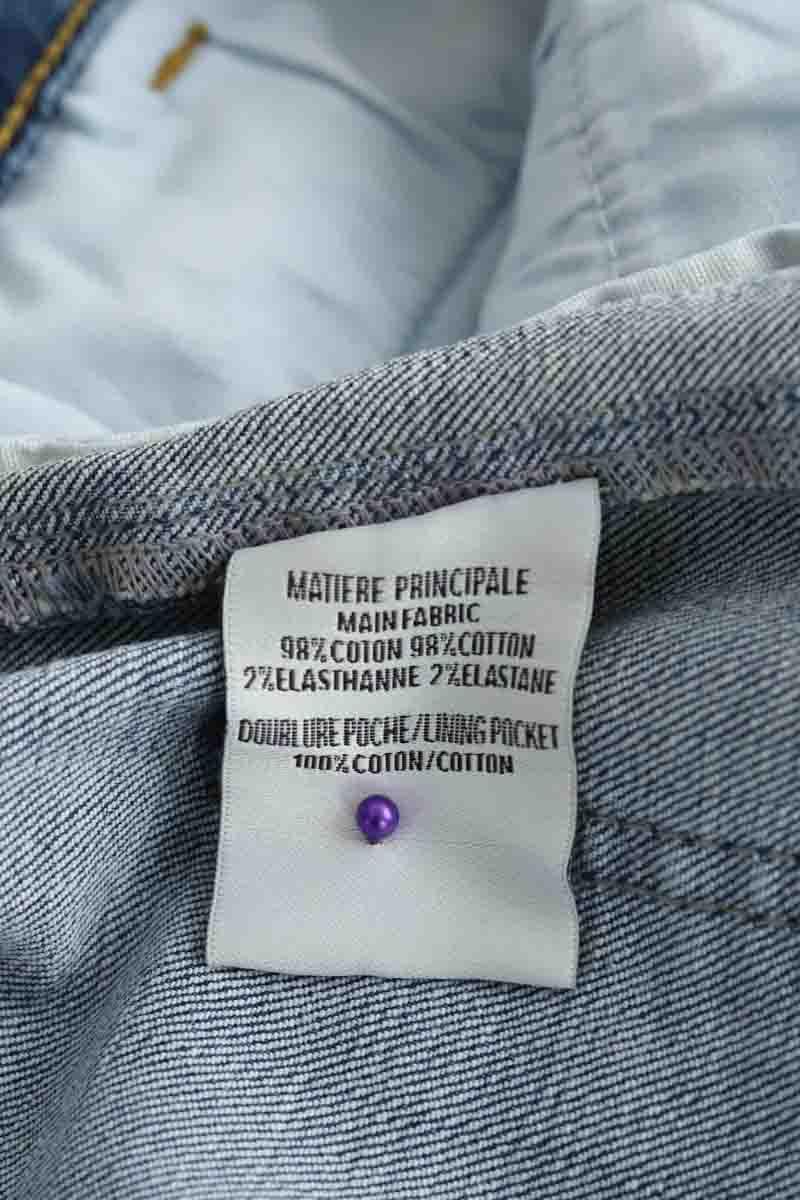 MATIERE PRINCIPALE
MAIN FABRIC
98% COTON 98% COTTON
2% ELASTHANNE 2% ELASTANE
DOUBLURE POCHE/LINING POCKET
100% COTON/COTTON